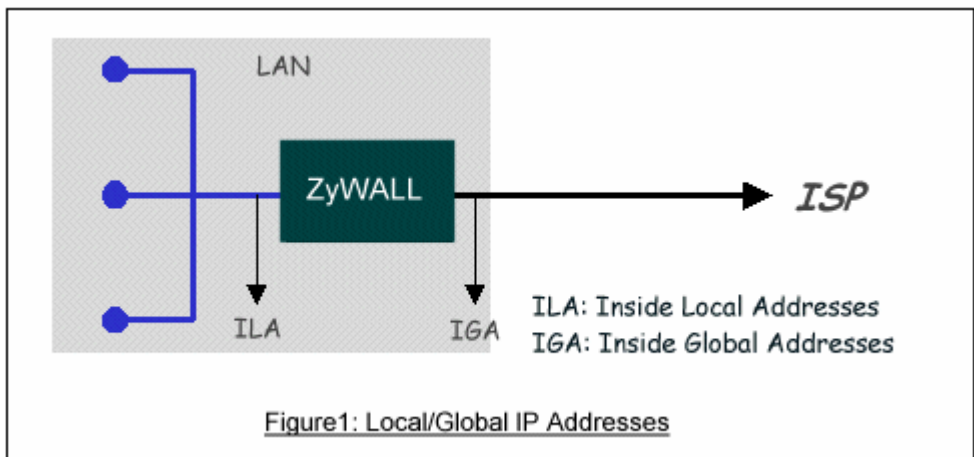 LAN
ZyWALL
ISP
ILA
IGA
ILA: Inside Local Addresses
IGA: Inside Global Addresses
Figure1: Local/Global IP Addresses